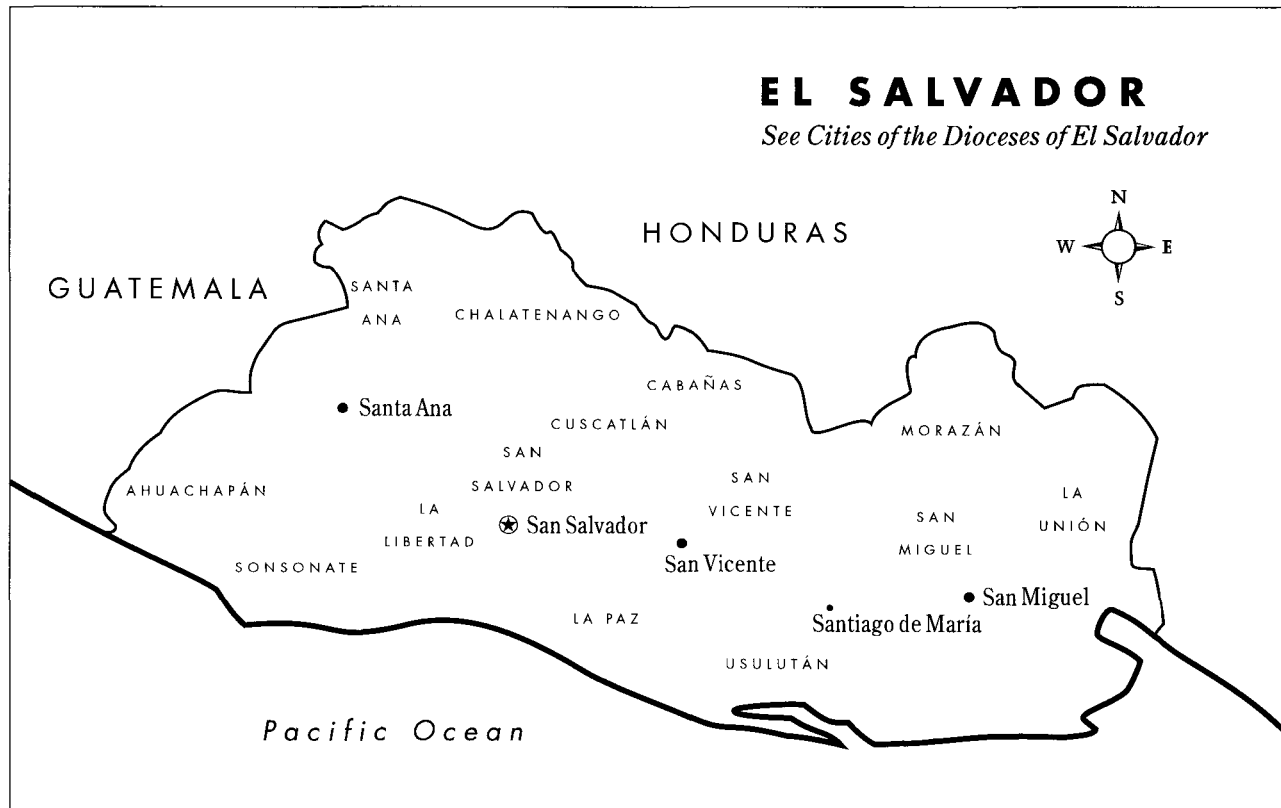 EL SALVADOR
See Cities of the Dioceses of El Salvador
N
W
E
S
HONDURAS
GUATEMALA
SANTA
ANA
CHALATENANGO
CABAÑAS
Santa Ana
CUSCATLÁN
MORAZÁN
SAN
SALVADOR
AHUACHAPÁN
SAN
VICENTE
LA
UNIÓN
LA
LIBERTAD
San Salvador
SAN
MIGUEL
SONSONATE
San Vicente
San Miguel
LA PAZ
Santiago de María
USULUTÁN
Pacific Ocean